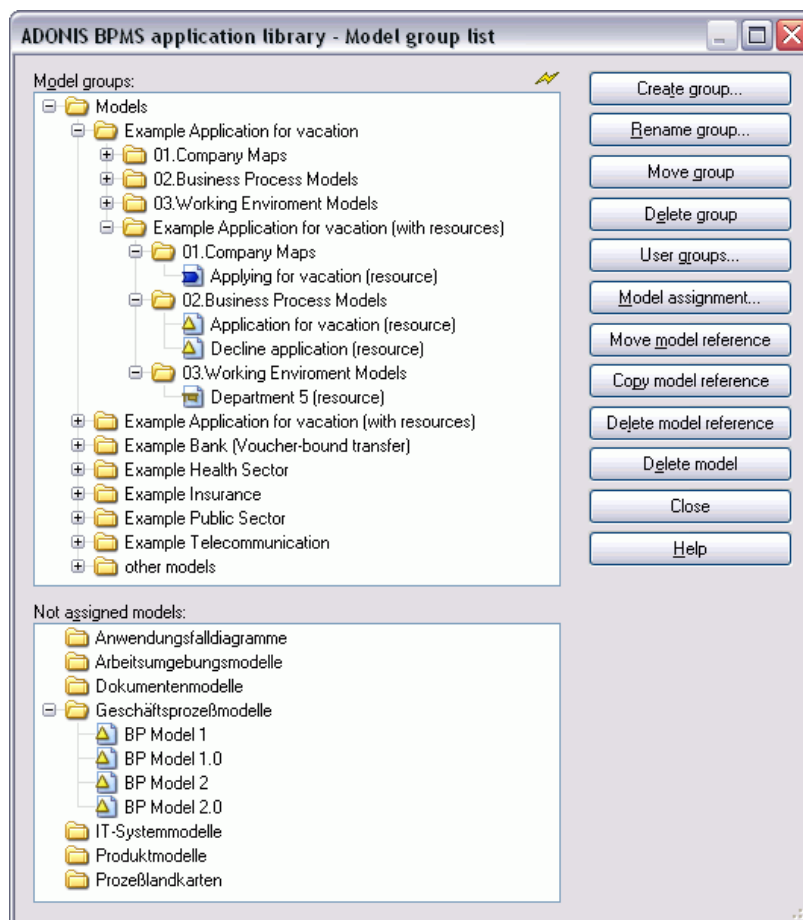 ADONIS BPMS application library - Model group list
Model groups:
Models
Example Application for vacation
01.Company Maps
02.Business Process Models
03.Working Enviroment Models
Example Application for vacation (with resources)
01.Company Maps
Applying for vacation (resource)
02.Business Process Models
Application for vacation (resource)
Decline application (resource)
03.Working Enviroment Models
Department 5 (resource)
Example Application for vacation (with resources)
Example Bank (Voucher-bound transfer)
Example Health Sector
Example Insurance
Example Public Sector
Example Telecommunication
other models
Create group...
Rename group...
Move group
Delete group
User groups...
Model assignment...
Move model reference
Copy model reference
Delete model reference
Delete model
Close
Help
Not assigned models:
Anwendungsfalldiagramme
Arbeitsumgebungsmodelle
Dokumentenmodelle
Geschäftsprozeßmodelle
BP Model 1
BP Model 1.0
BP Model 2
BP Model 2.0
IT-Systemmodelle
Produktmodelle
Prozeßlandkarten